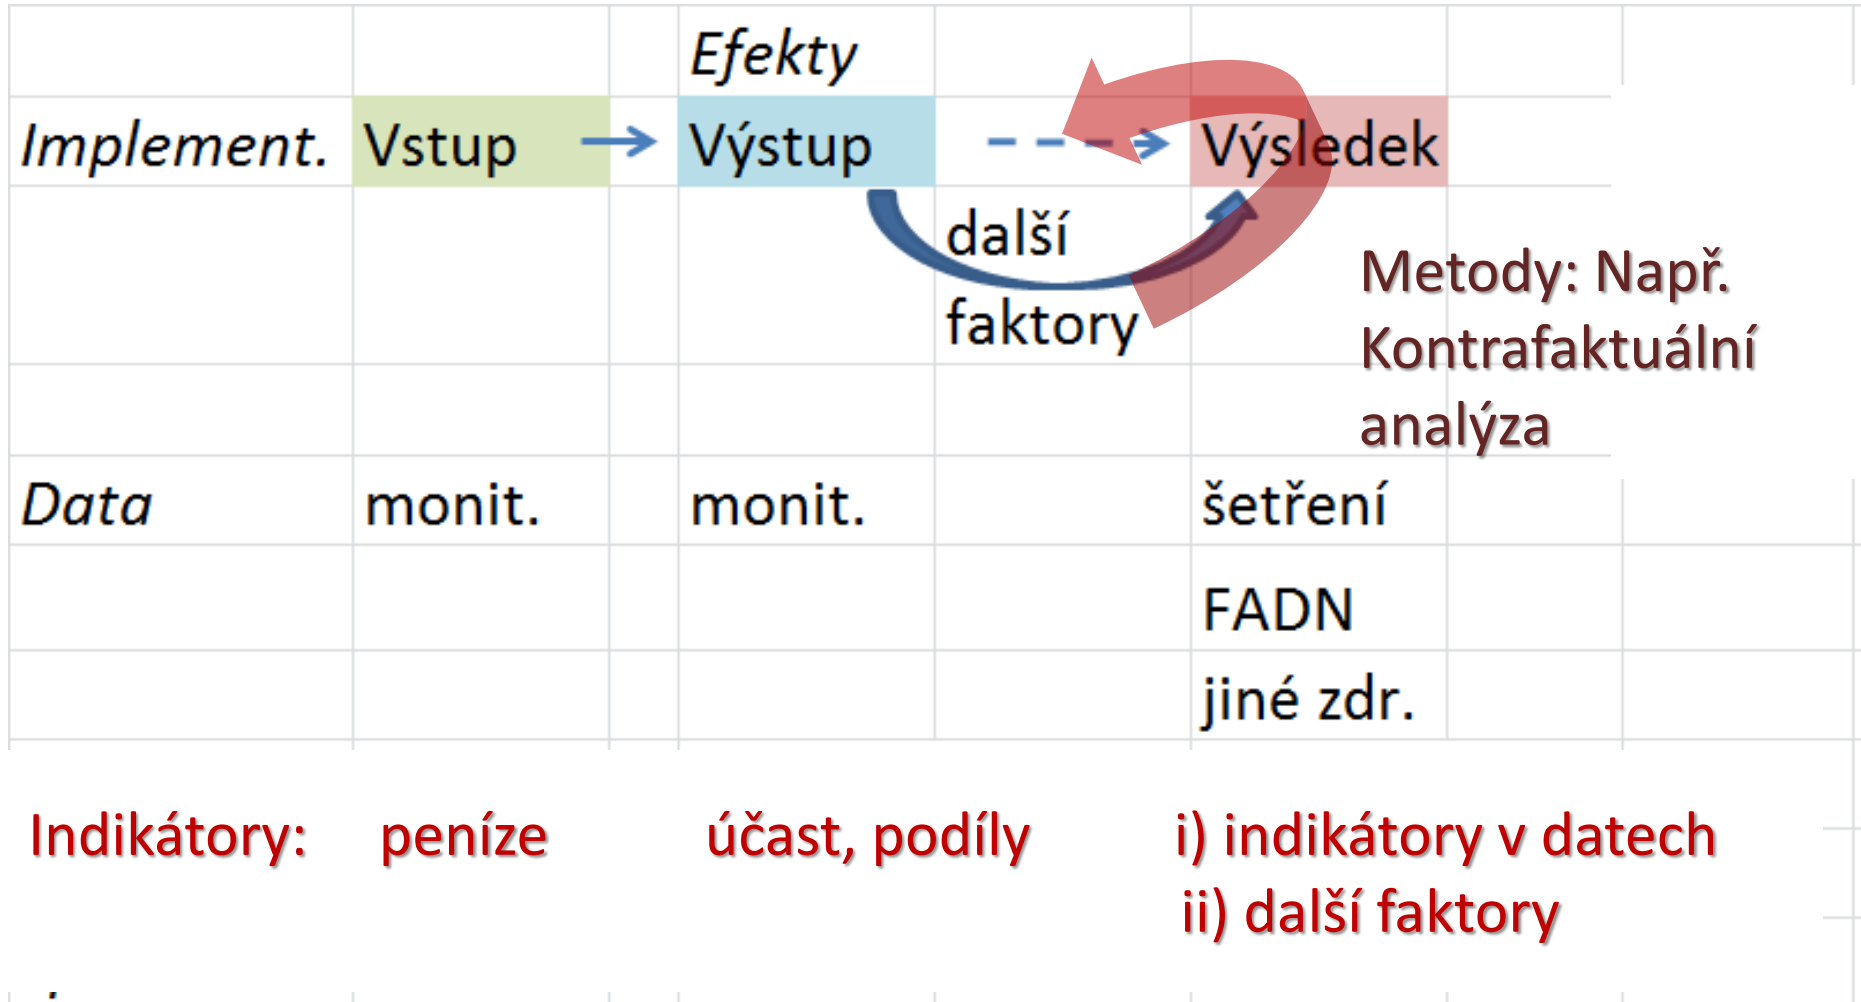 Efekty
Implement. Vstup Výstup Výsledek
další
faktory
Metody: Např.
Kontrafaktuální
analýza
Data monit. monit. šetření
FADN
jiné zdr.
Indikátory: peníze účast, podíly i) indikátory v datech
ii) další faktory